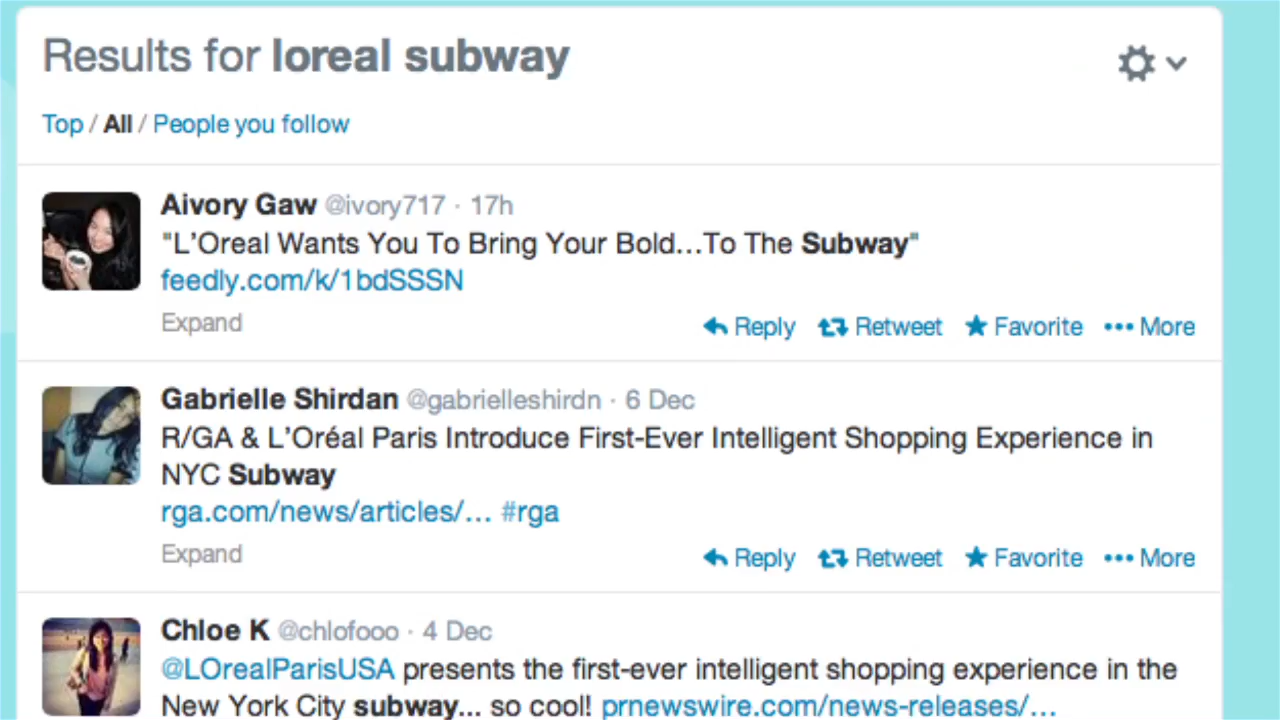 Results for loreal subway
Top / All / People you follow
Aivory Gaw @ivory717 · 17h
"L'Oreal Wants You To Bring Your Bold...To The Subway"
feedly.com/k/1bdSSSN
Expand
Reply Retweet Favorite ••• More
Gabrielle Shirdan @gabrielleshirdn · 6 Dec
R/GA & L'Oréal Paris Introduce First-Ever Intelligent Shopping Experience in
NYC Subway
rga.com/news/articles/... #rga
Expand
Reply Retweet Favorite ••• More
Chloe K @chlofooo · 4 Dec
@LOrealParisUSA presents the first-ever intelligent shopping experience in the
New York City subway... so cool! prnewswire.com/news-releases/...